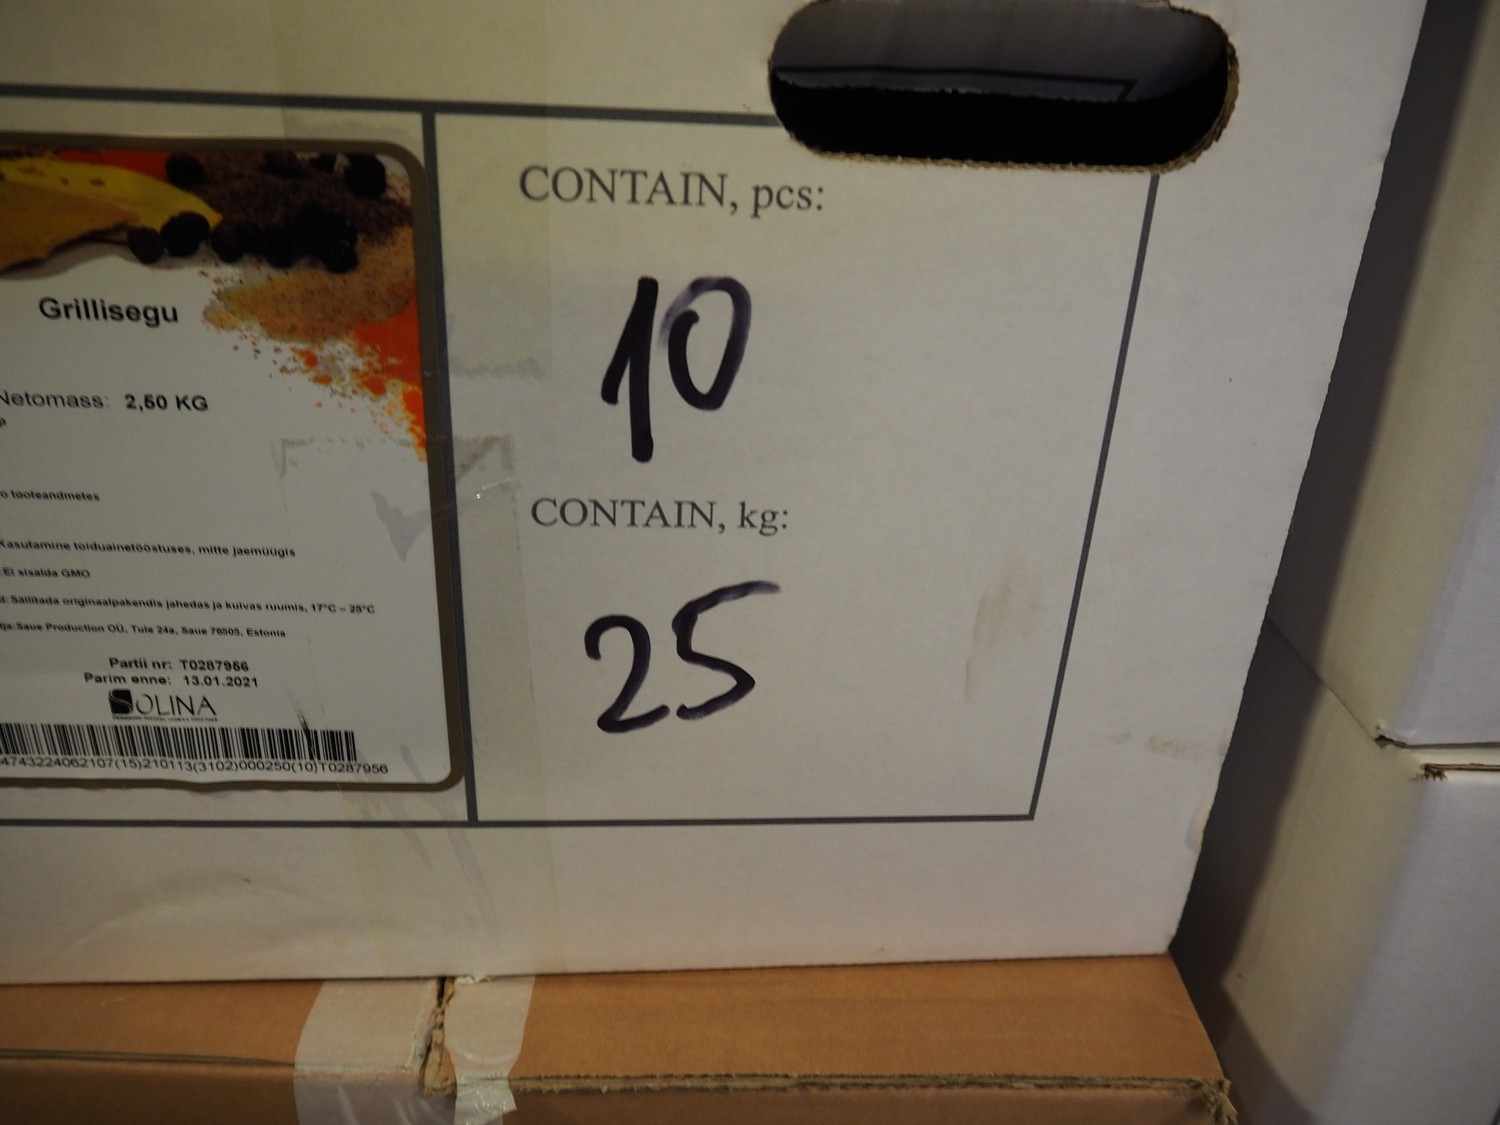 Grillisegu
Netomass: 2,50 KG
tooteandmetes
Kasutamine toiduainetööstuses, mitte jaemüügis
Ei sisalda GMO
Säilitada originaalpakendis jahedas ja kuivas ruumis, 17°C – 25°C
Saue Production OÜ, Tule 24a, Saue 76505, Estonia
Partii nr: T0287956
Parim enne: 13.01.2021
SOLINA
4743224062107(15)210113(3102)000250(10)T0287956
CONTAIN, pcs:
10
CONTAIN, kg:
25